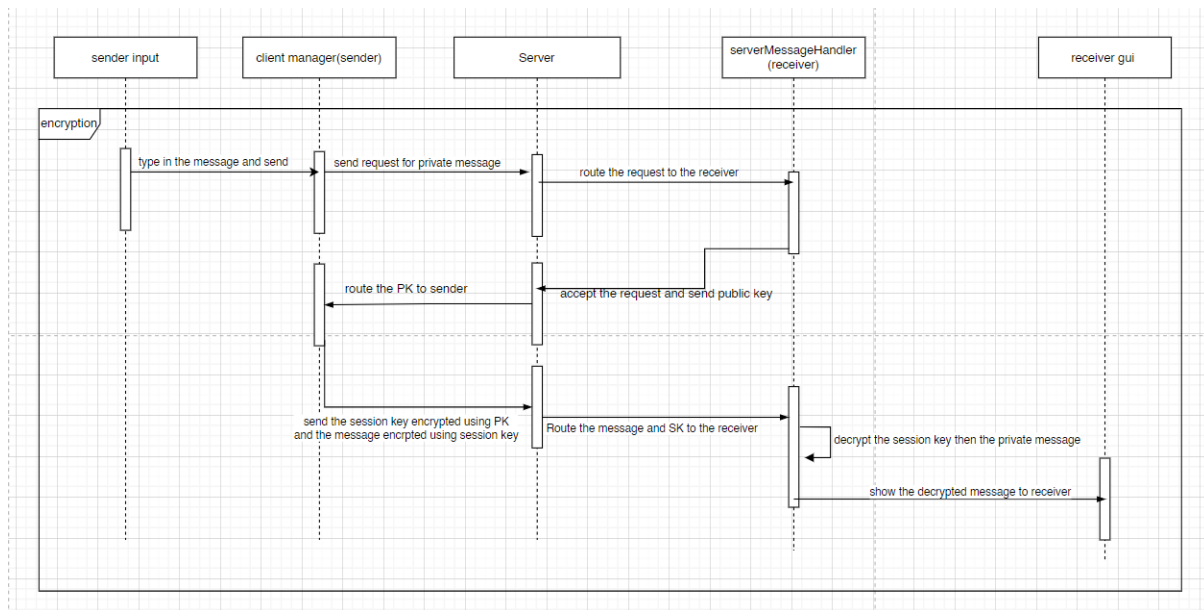 sender input
client manager(sender)
Server
serverMessageHandler
(receiver)
receiver gui
encryption
type in the message and send
send request for private message
route the request to the receiver
route the PK to sender
accept the request and send public key
send the session key encrypted using PK
and the message encrpted using session key
Route the message and SK to the receiver
decrypt the session key then the private message
show the decrypted message to receiver